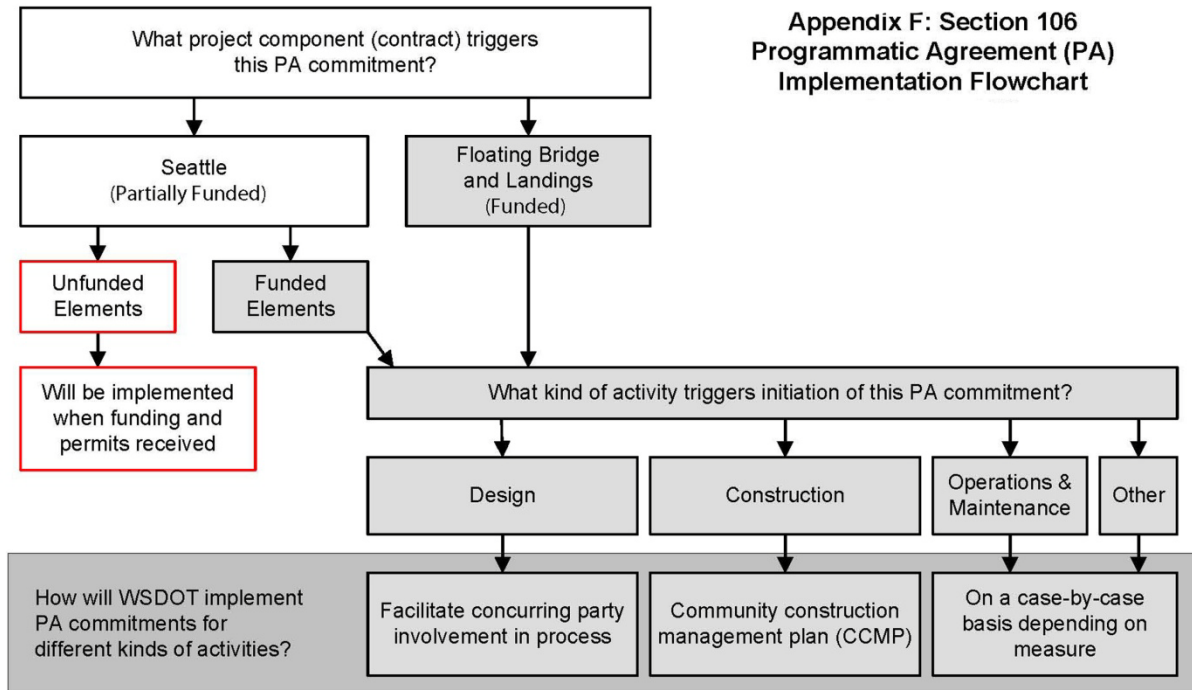 Appendix F: Section 106
Programmatic Agreement (PA)
Implementation Flowchart
What project component (contract) triggers
this PA commitment?
Seattle
(Partially Funded)
Floating Bridge
and Landings
(Funded)
Unfunded
Elements
Funded
Elements
Will be implemented
when funding and
permits received
What kind of activity triggers initiation of this PA commitment?
Design
Construction
Operations &
Maintenance
Other
How will WSDOT implement
PA commitments for
different kinds of activities?
Facilitate concurring party
involvement in process
Community construction
management plan (CCMP)
On a case-by-case
basis depending on
measure